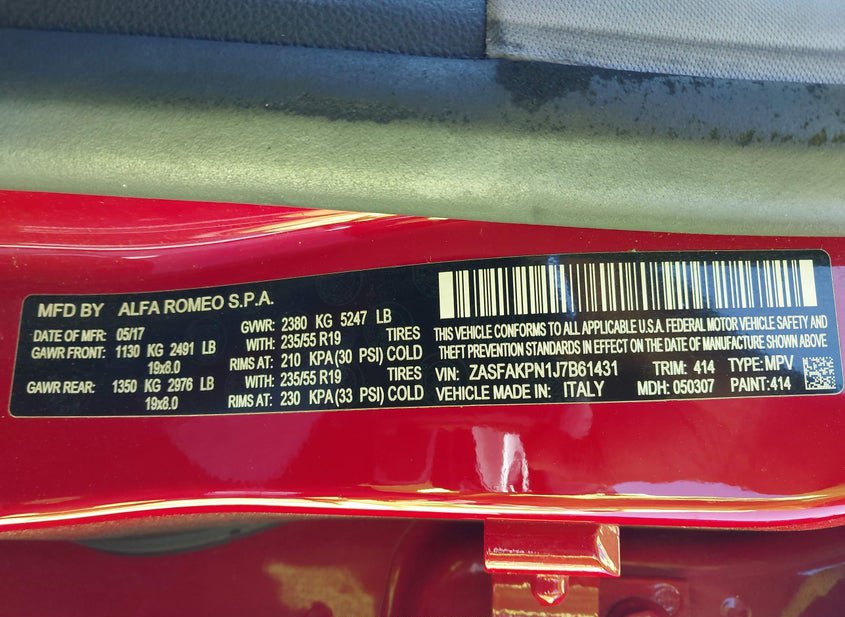 MFD BY ALFA ROMEO S.P.A.
DATE OF MFR: 05/17 GVWR: 2380 KG 5247 LB
GAWR FRONT: 1130 KG 2491 LB WITH: 235/55 R19 TIRES
19x8.0 RIMS AT: 210 KPA(30 PSI) COLD
GAWR REAR: 1350 KG 2976 LB WITH: 235/55 R19 TIRES
19x8.0 RIMS AT: 230 KPA(33 PSI) COLD
THIS VEHICLE CONFORMS TO ALL APPLICABLE U.S.A. FEDERAL MOTOR VEHICLE SAFETY AND
THEFT PREVENTION STANDARDS IN EFFECT ON THE DATE OF MANUFACTURE SHOWN ABOVE
VIN: ZASFAKPN1J7B61431 TRIM: 414 TYPE: MPV
VEHICLE MADE IN: ITALY MDH: 050307 PAINT:414